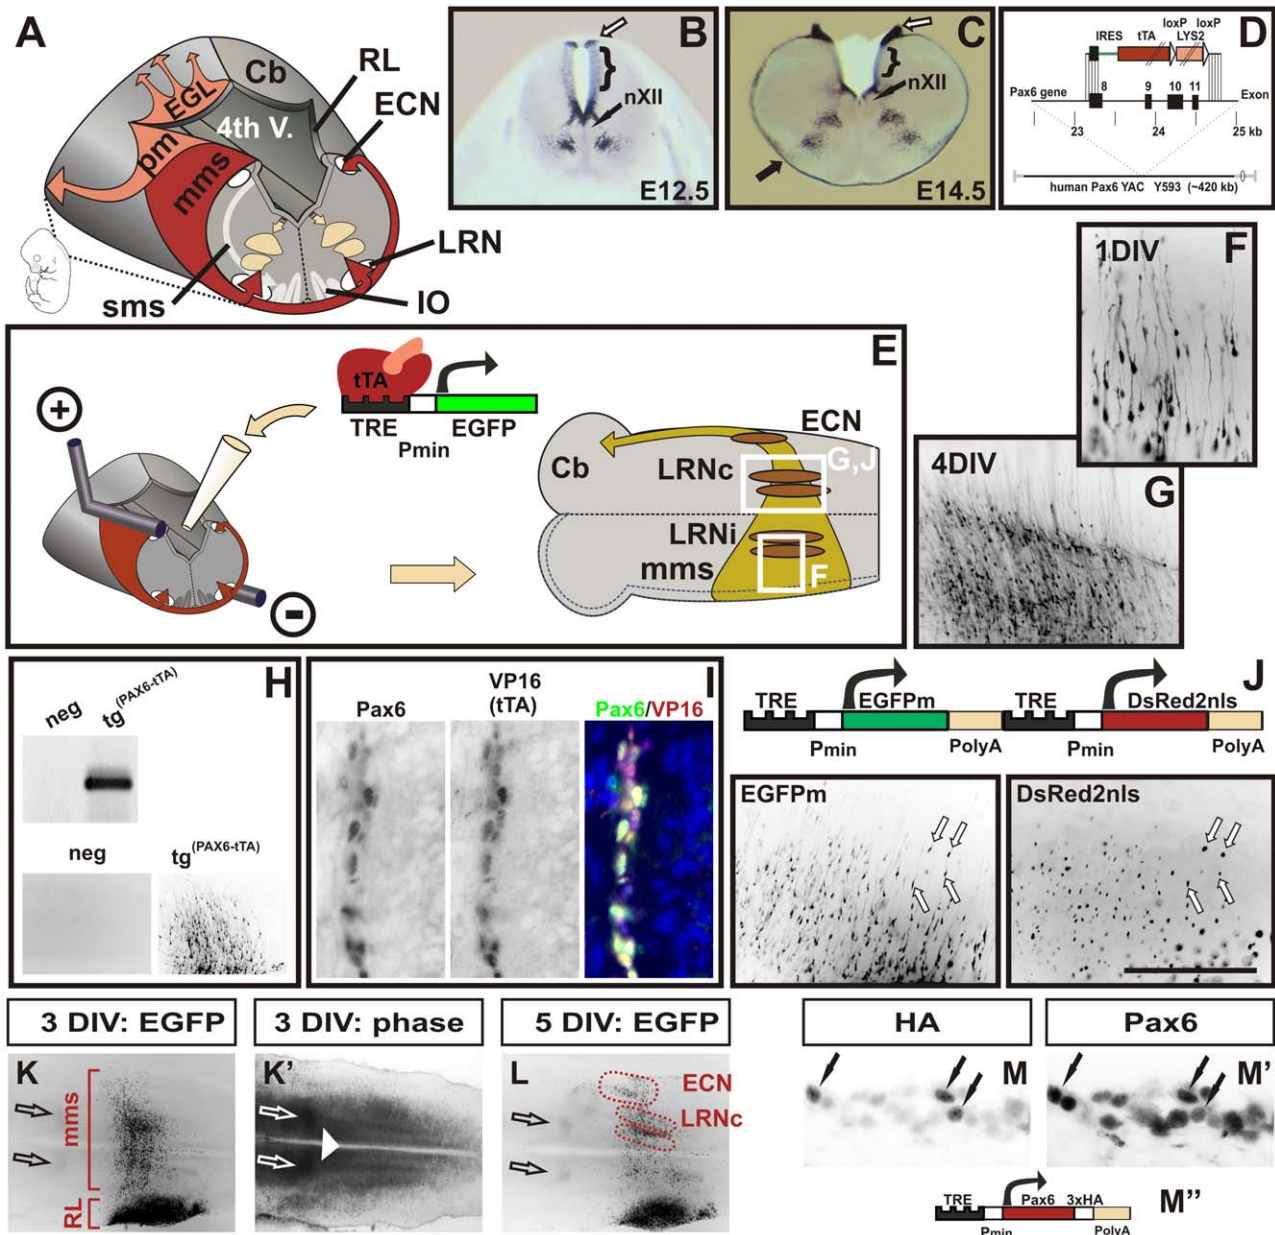 A
Cb
RL
ECN
EGL
4th V.
pm
mms
LRN
sms
IO
B
nXII
E12.5
C
nXII
E14.5
D
loxP loxP
IRES tTA LYS2
8 9 10 11
Pax6 gene
Exon
23 24 25 kb
human Pax6 YAC Y593 (~420 kb)
1DIV
F
4DIV
G
E
tTA
TRE
Pmin
EGFP
+
-
ECN
Cb
LRNc
G,J
LRNi
mms
F
H
neg
tg(PAX6-tTA)
neg
tg(PAX6-tTA)
I
Pax6
VP16
(tTA)
Pax6/VP16
J
TRE EGFPm TRE DsRed2nls
Pmin PolyA Pmin PolyA
EGFPm
DsRed2nls
3 DIV: EGFP
3 DIV: phase
5 DIV: EGFP
HA
Pax6
K
mms
RL
K'
L
ECN
LRNc
M
M'
TRE Pax6 3xHA
Pmin PolyA
M''